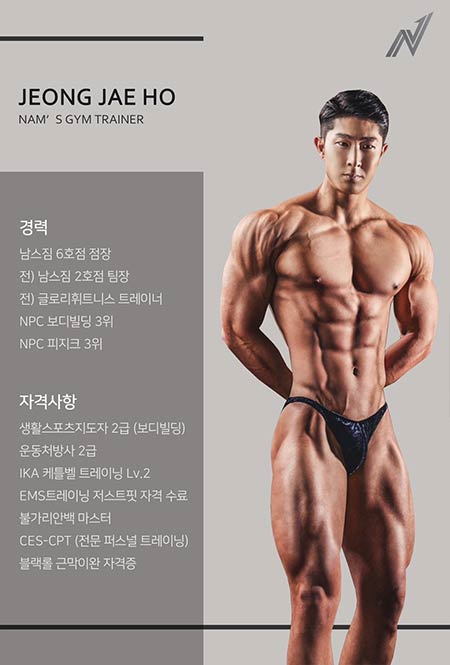 JEONG JAE HO
NAM'S GYM TRAINER
경력
남스짐 6호점 점장
전) 남스짐 2호점 팀장
전) 글로리휘트니스 트레이너
NPC 보디빌딩 3위
NPC 피지크 3위
자격사항
생활스포츠지도자 2급 (보디빌딩)
운동처방사 2급
IKA 케틀벨 트레이닝 Lv.2
EMS트레이닝 저스트핏 자격 수료
불가리안백 마스터
CES-CPT (전문 퍼스널 트레이닝)
블랙롤 근막이완 자격증